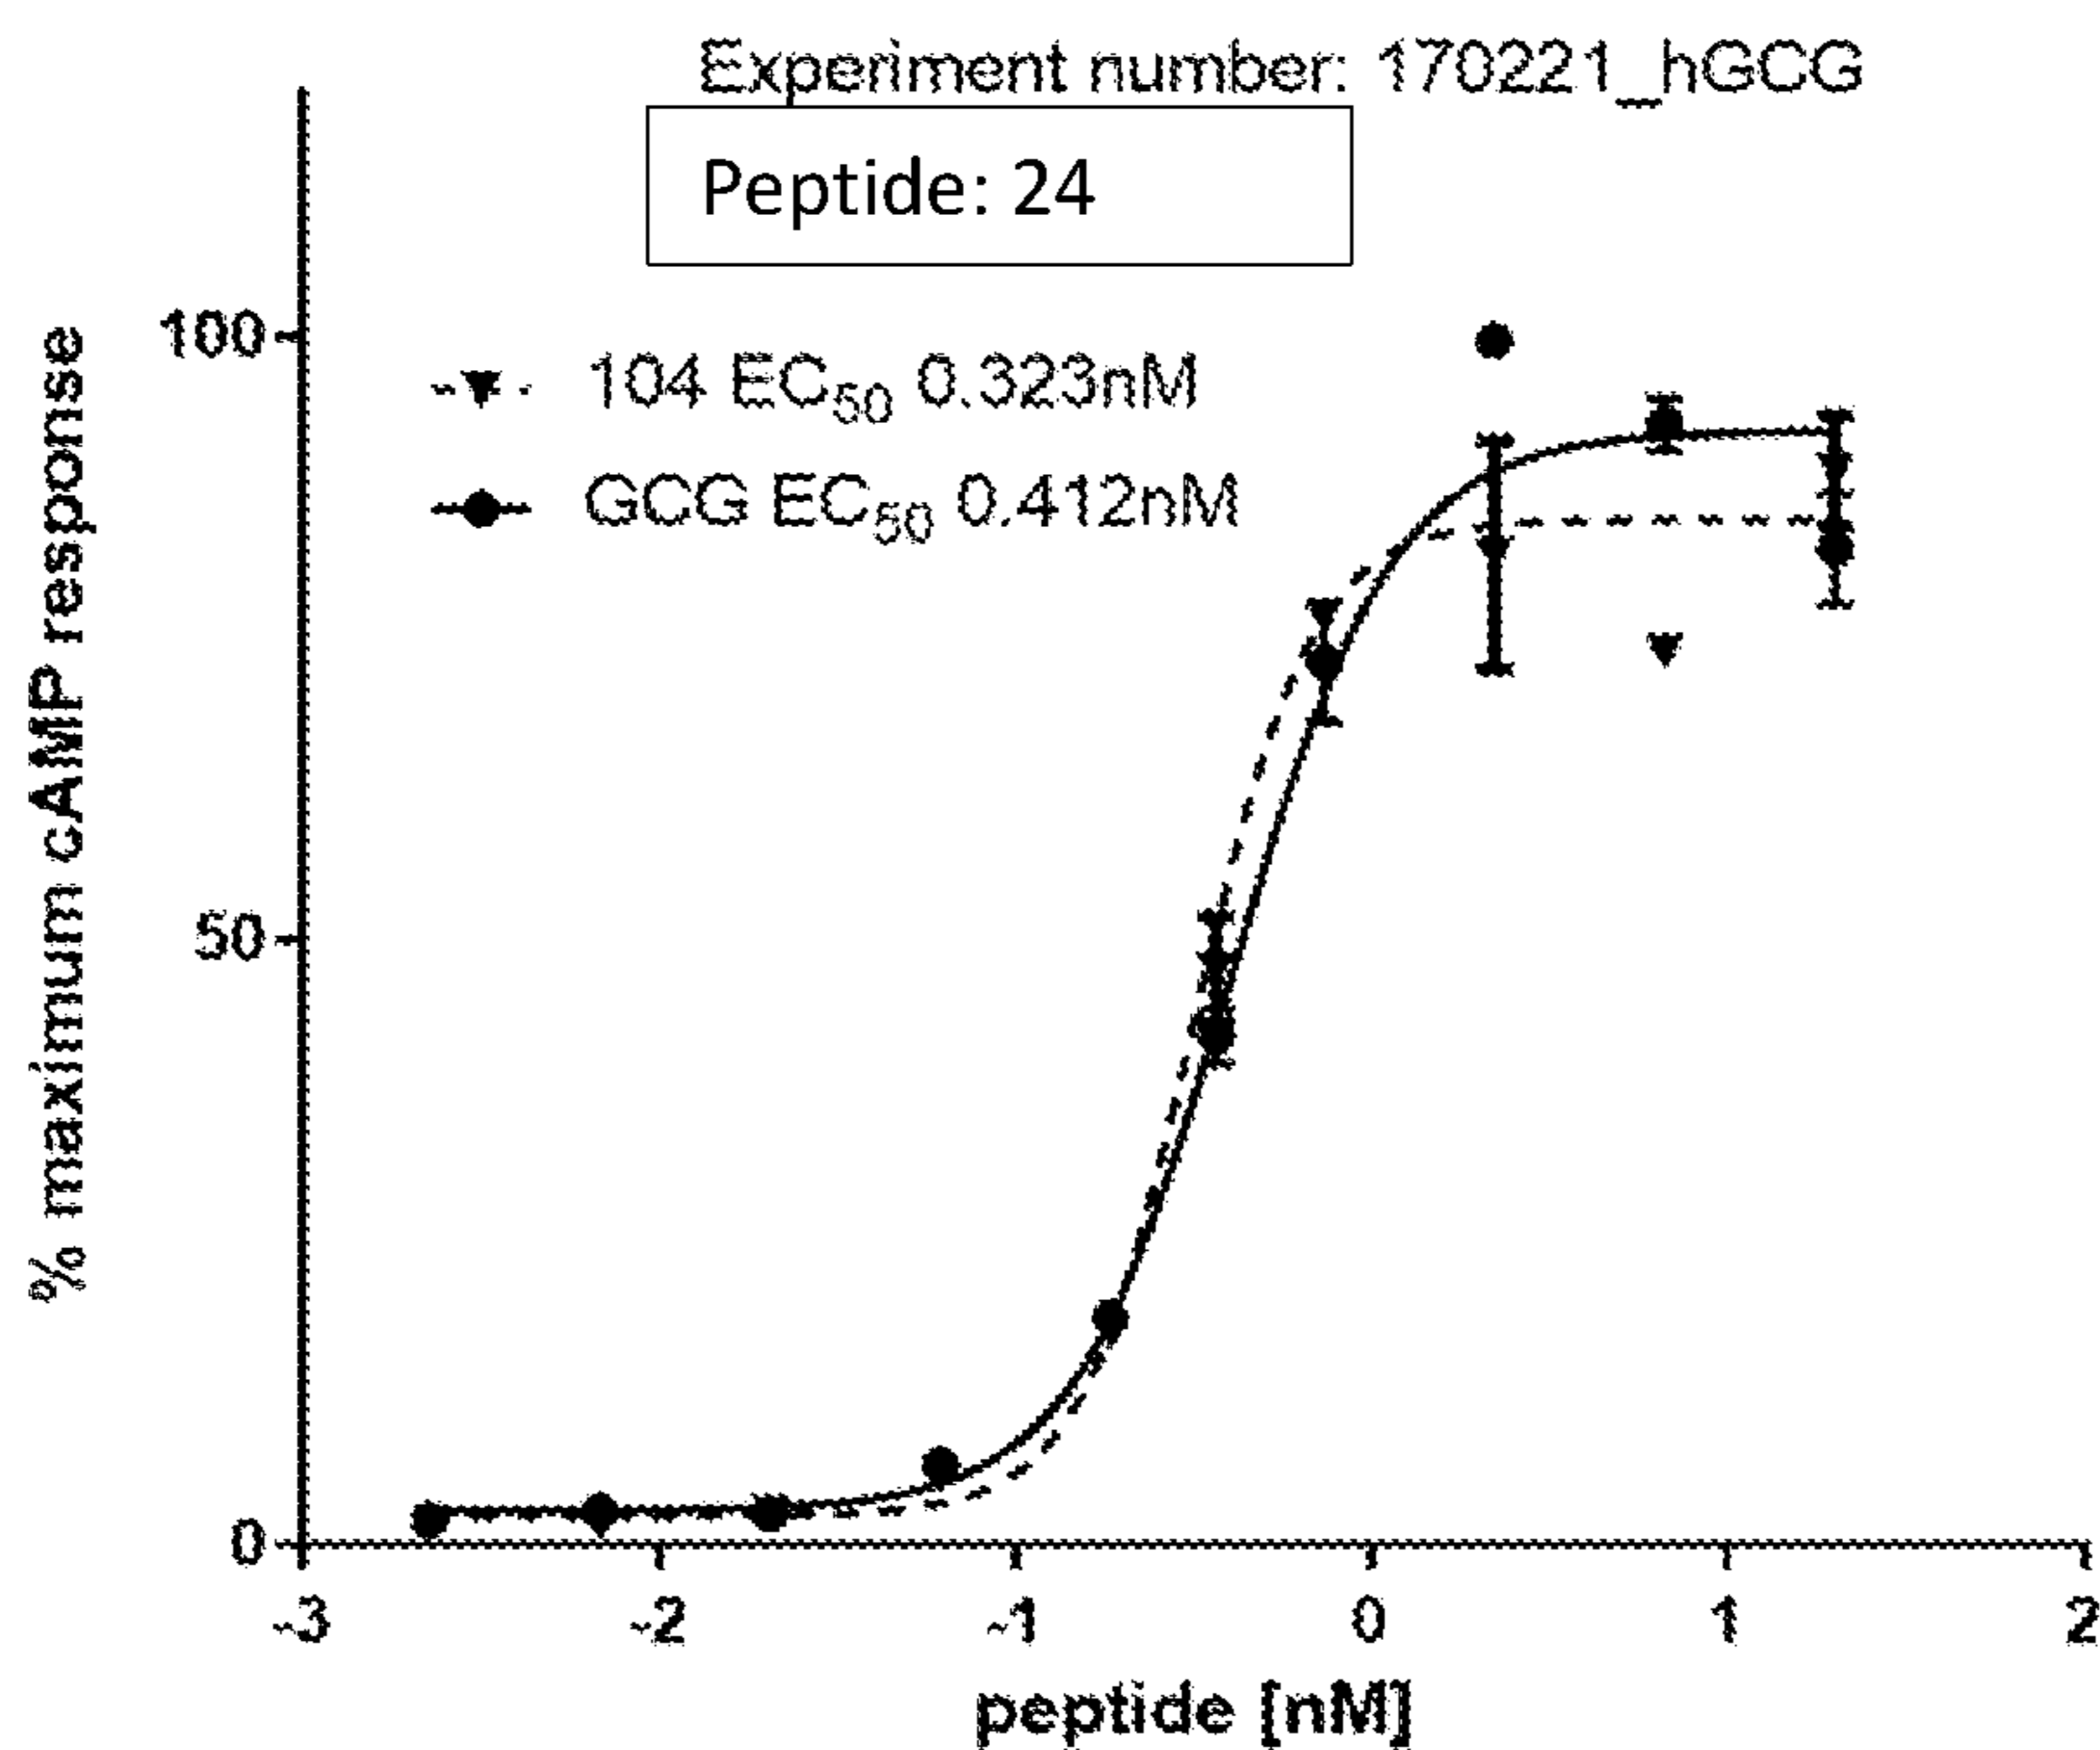 Experiment number: 170221_hGCG
Peptide: 24
104 EC50 0.323nM
GCG EC50 0.412nM
% maximum cAMP response
100
50
0
-3 -2 -1 0 1 2
peptide [nM]